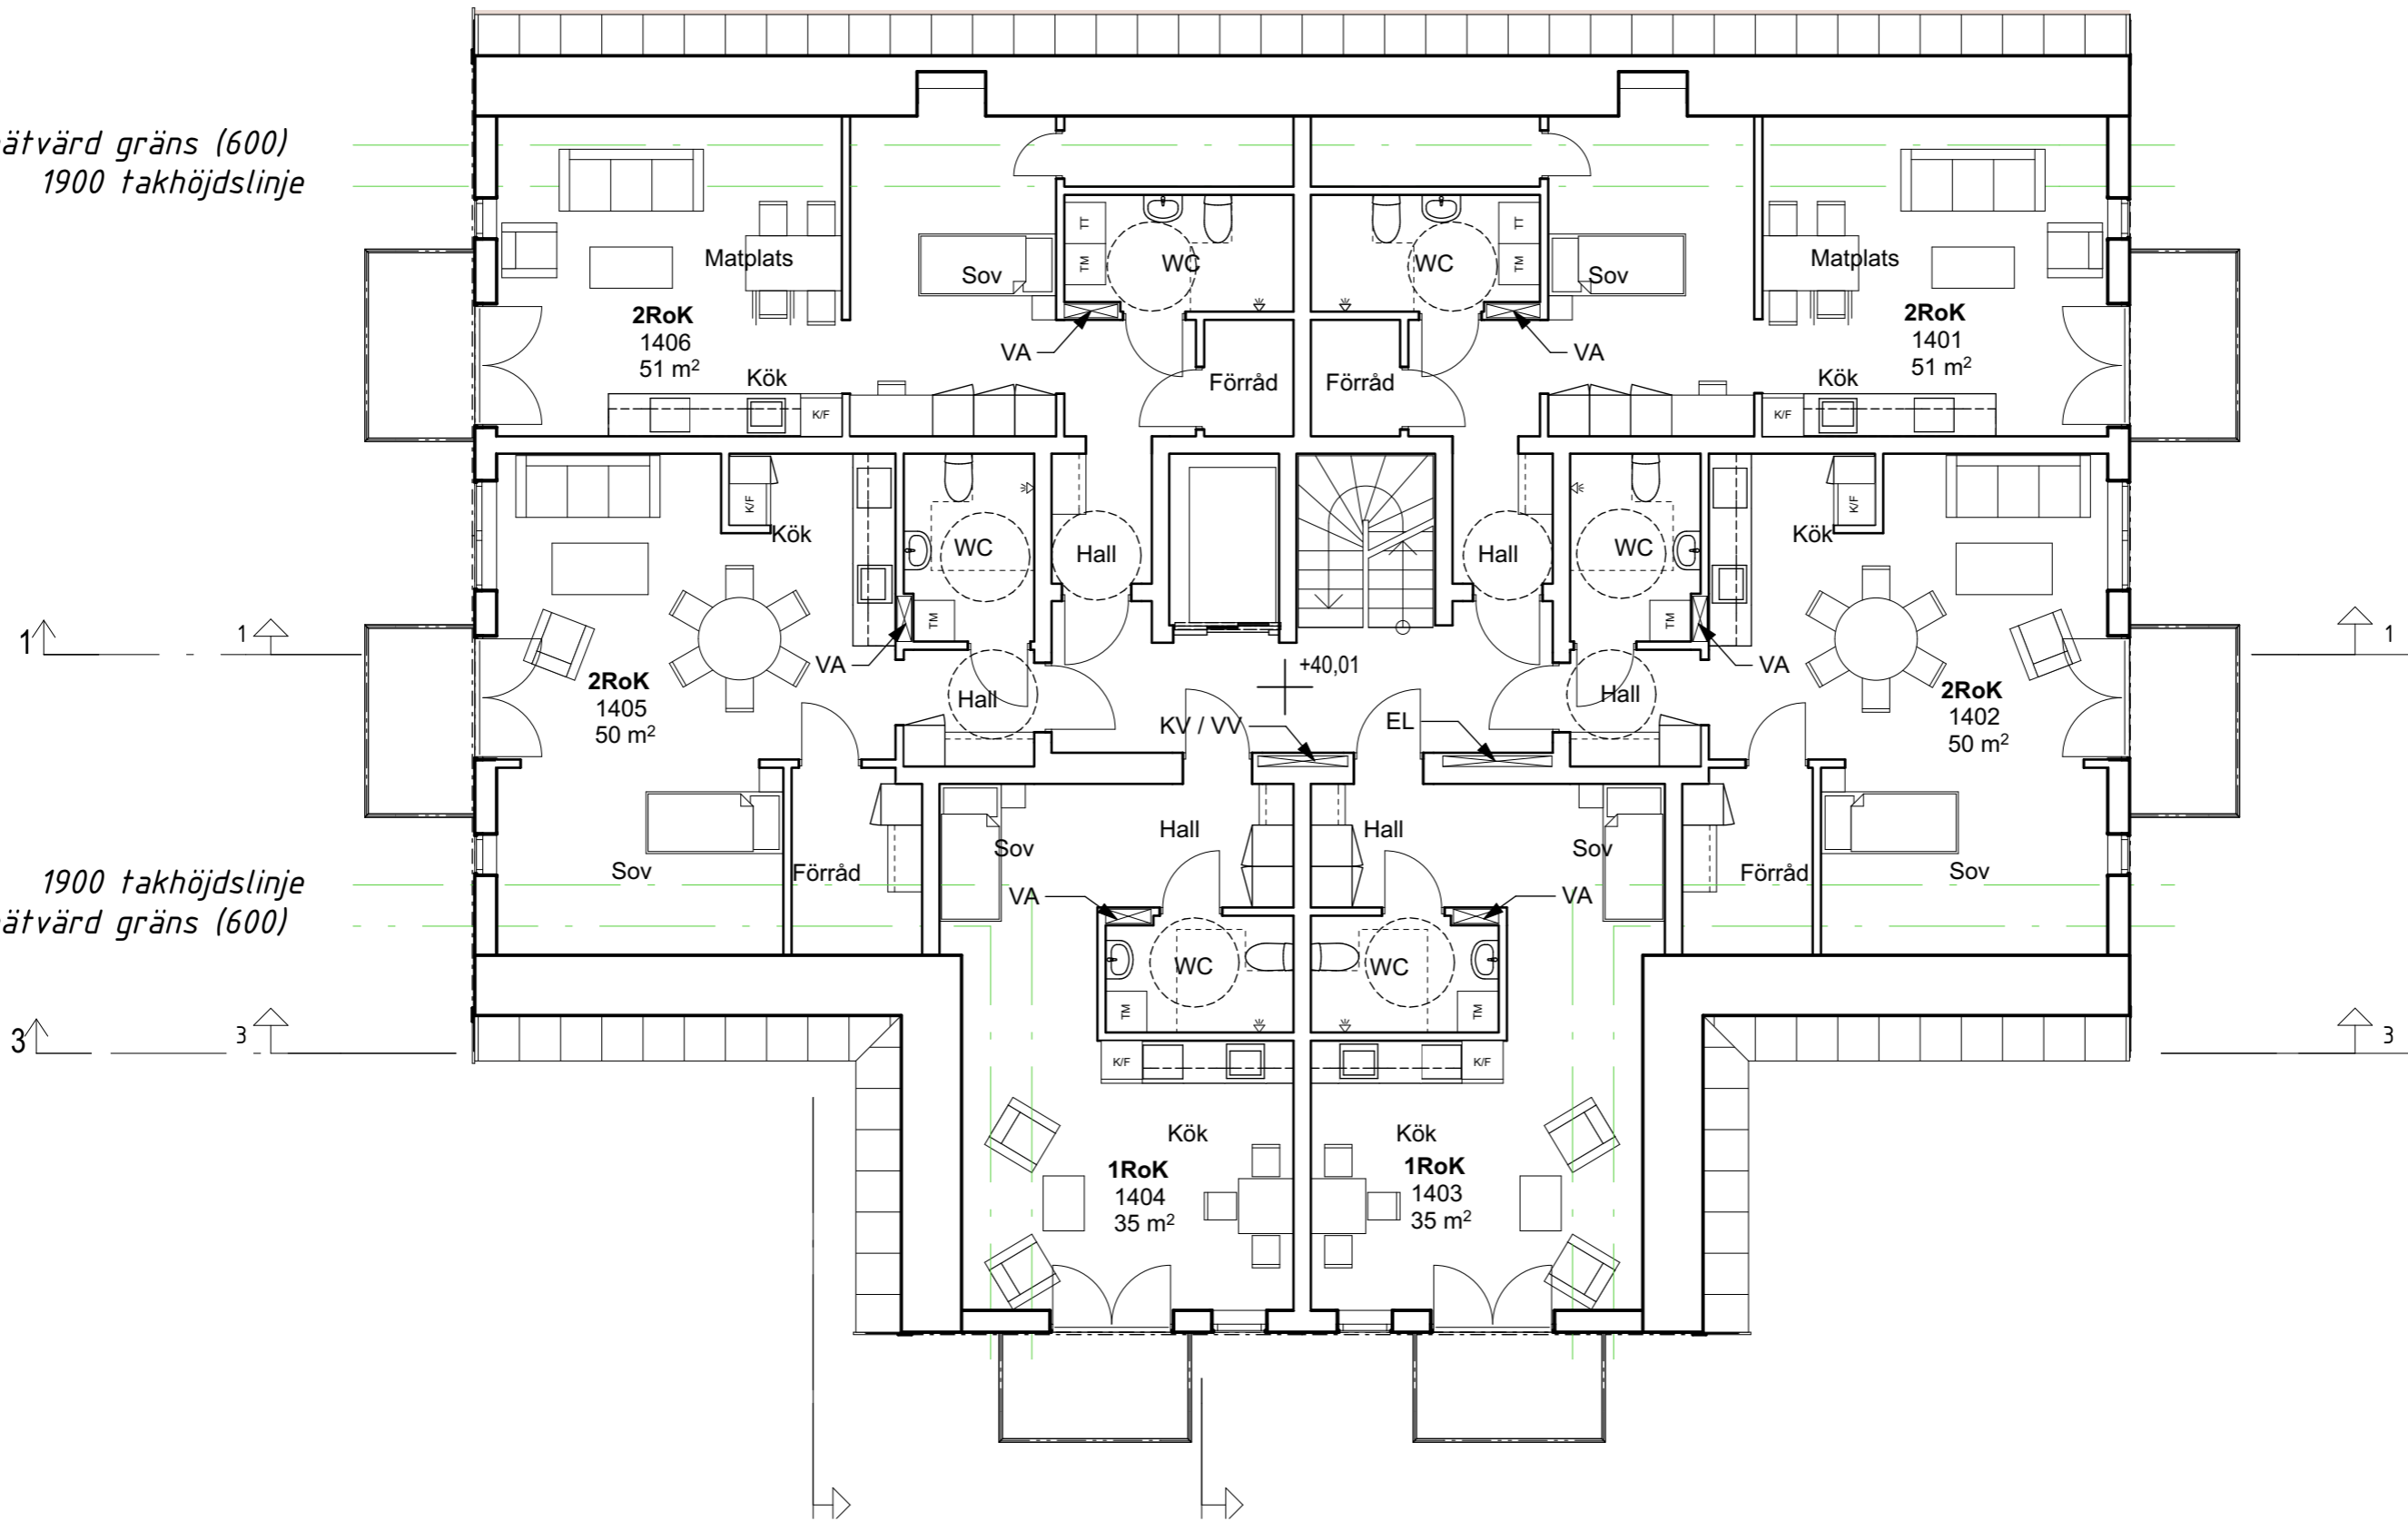 ätvärd gräns (600)
1900 takhöjdslinje
Matplats
Sov
TT
TM
WC
WC
TT
TM
Sov
Matplats
2RoK
1406
51 m²
VA
VA
2RoK
1401
51 m²
Kök
Förråd
Förråd
Kök
K/F
K/F
K/F
Kök
WC
Hall
Hall
WC
K/F
Kök
TM
TM
1
1
VA
+40,01
VA
1
2RoK
1405
50 m²
Hall
Hall
2RoK
1402
50 m²
KV / VV
EL
Hall
Hall
Sov
Sov
Sov
Förråd
Förråd
Sov
1900 takhöjdslinje
ätvärd gräns (600)
VA
VA
WC
WC
TM
TM
3
3
3
K/F
K/F
Kök
Kök
1RoK
1404
35 m²
1RoK
1403
35 m²